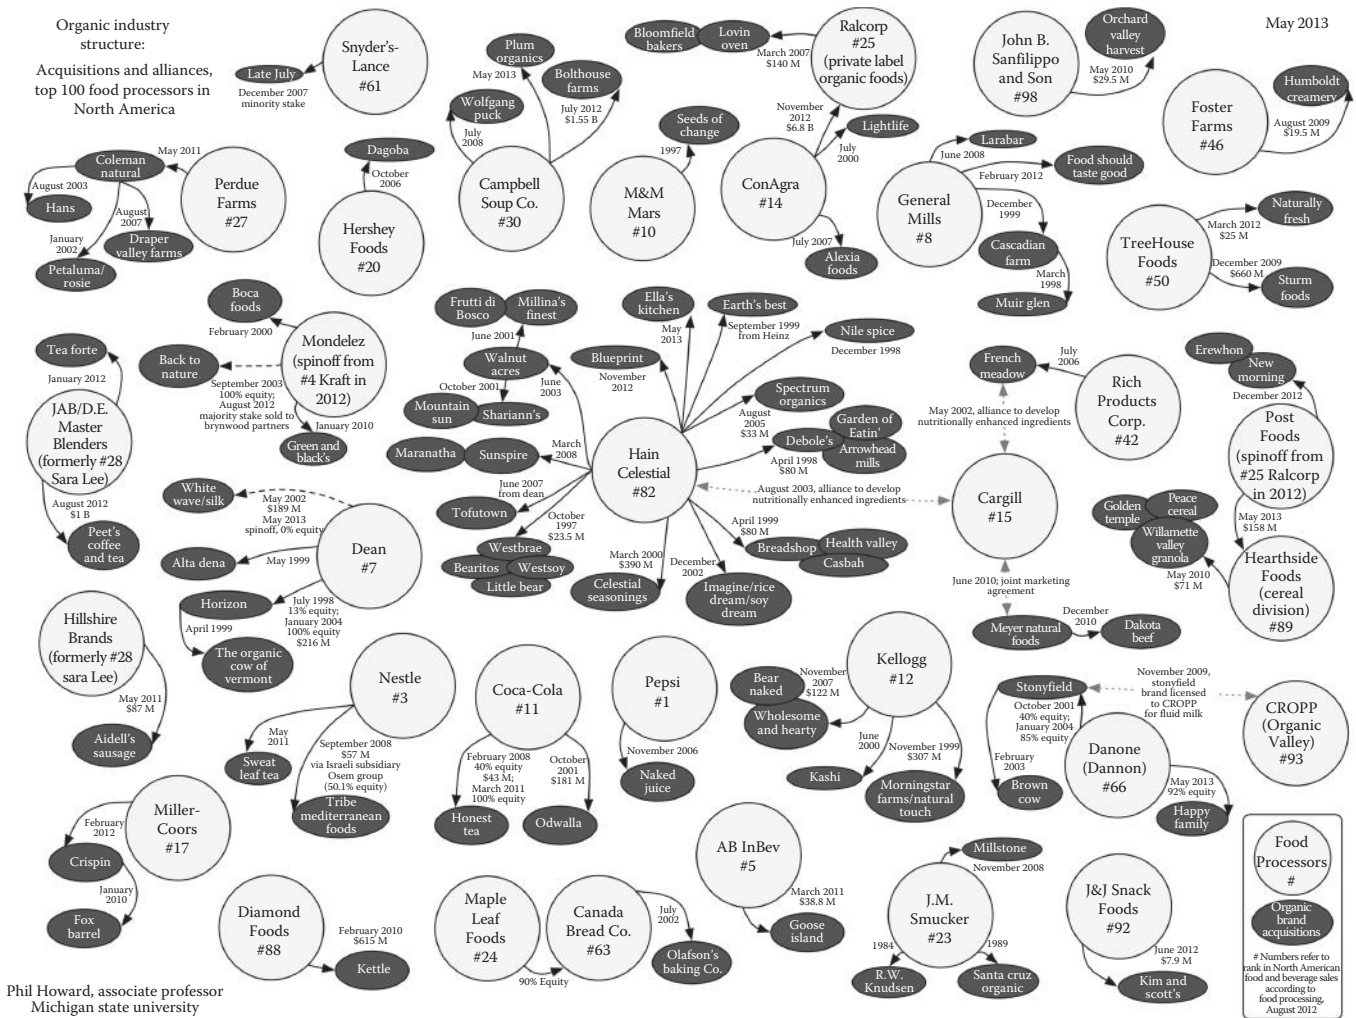 Organic industry
structure:
Acquisitions and alliances,
top 100 food processors in
North America
May 2013
Late July
December 2007
minority stake
Snyder's-
Lance
#61
Plum
organics
May 2013
Wolfgang
puck
July
2008
Bolthouse
farms
July 2012
$1.55 B
Campbell
Soup Co.
#30
Bloomfield
bakers
Lovin
oven
March 2007
$140 M
Ralcorp
#25
(private label
organic foods)
November
2012
$6.8 B
Lightlife
July
2000
ConAgra
#14
July 2007
Alexia
foods
Seeds of
change
1997
M&M
Mars
#10
John B.
Sanfilippo
and Son
#98
Orchard
valley
harvest
May 2010
$29.5 M
Foster
Farms
#46
Humboldt
creamery
August 2009
$19.5 M
Coleman
natural
May 2011
Perdue
Farms
#27
August 2003
Hans
August
2007
Draper
valley farms
January
2002
Petaluma/
rosie
Dagoba
October
2006
Hershey
Foods
#20
Larabar
June 2008
Food should
taste good
February 2012
General
Mills
#8
December
1999
Cascadian
farm
March
1998
Muir glen
TreeHouse
Foods
#50
Naturally
fresh
March 2012
$25 M
December 2009
$660 M
Sturm
foods
Boca
foods
February 2000
Back to
nature
September 2003
100% equity;
August 2012
majority stake sold to
brynwood partners
Mondelez
(spinoff from
#4 Kraft in
2012)
January 2010
Green and
black's
Tea forte
January 2012
JAB/D.E.
Master
Blenders
(formerly #28
Sara Lee)
August 2012
$1 B
Peet's
coffee
and tea
Frutti di
Bosco
Millina's
finest
June 2001
Walnut
acres
October 2001
Mountain
sun
Shariann's
June
2003
Maranatha
Sunspire
March
2008
June 2007
from dean
Tofutown
October
1997
$23.5 M
Westbrae
Bearitos
Westsoy
Little bear
Blueprint
November
2012
Ella's
kitchen
May
2013
Earth's best
September 1999
from Heinz
Nile spice
December 1998
Spectrum
organics
August
2005
$33 M
Garden of
Eatin'
Debole's
Arrowhead
mills
April 1998
$80 M
Hain
Celestial
#82
August 2003, alliance to develop
nutritionally enhanced ingredients
April 1999
$80 M
Breadshop
Health valley
Casbah
March 2000
$390 M
Celestial
seasonings
December
2002
Imagine/rice
dream/soy
dream
French
meadow
July
2006
Rich
Products
Corp.
#42
May 2002, alliance to develop
nutritionally enhanced ingredients
Cargill
#15
June 2010; joint marketing
agreement
Meyer natural
foods
December
2010
Dakota
beef
Erewhon
New
morning
December 2012
Post
Foods
(spinoff from
#25 Ralcorp
in 2012)
May 2013
$158 M
Golden
temple
Peace
cereal
Willamette
valley
granola
May 2010
$71 M
Hearthside
Foods
(cereal
division)
#89
White
wave/silk
May 2002
$189 M
May 2013
spinoff, 0% equity
Dean
#7
Alta dena
May 1999
Horizon
July 1998
13% equity;
January 2004
100% equity
$216 M
April 1999
The organic
cow of
vermont
Hillshire
Brands
(formerly #28
sara Lee)
May 2011
$87 M
Aidell's
sausage
Nestle
#3
May
2011
Sweat
leaf tea
September 2008
$57 M
via Israeli subsidiary
Osem group
(50.1% equity)
Tribe
mediterranean
foods
Coca-Cola
#11
February 2008
40% equity
$43 M;
March 2011
100% equity
Honest
tea
October
2001
$181 M
Odwalla
Pepsi
#1
November 2006
Naked
juice
Kellogg
#12
Bear
naked
November
2007
$122 M
Wholesome
and hearty
June
2000
Kashi
November 1999
$307 M
Morningstar
farms/natural
touch
Stonyfield
October 2001
40% equity;
January 2004
85% equity
November 2009,
stonyfield
brand licensed
to CROPP
for fluid milk
CROPP
(Organic
Valley)
#93
February
2003
Brown
cow
Danone
(Dannon)
#66
May 2013
92% equity
Happy
family
Miller-
Coors
#17
February
2012
Crispin
January
2010
Fox
barrel
Diamond
Foods
#88
February 2010
$615 M
Kettle
Maple
Leaf
Foods
#24
90% Equity
Canada
Bread Co.
#63
July
2002
Olafson's
baking Co.
AB InBev
#5
March 2011
$38.8 M
Goose
island
Millstone
November 2008
J.M.
Smucker
#23
1984
R.W.
Knudsen
1989
Santa cruz
organic
J&J Snack
Foods
#92
June 2012
$7.9 M
Kim and
scott's
Food
Processors
#
Organic
brand
acquisitions
# Numbers refer to
rank in North American
food and beverage sales
according to
food processing,
August 2012
Phil Howard, associate professor
Michigan state university